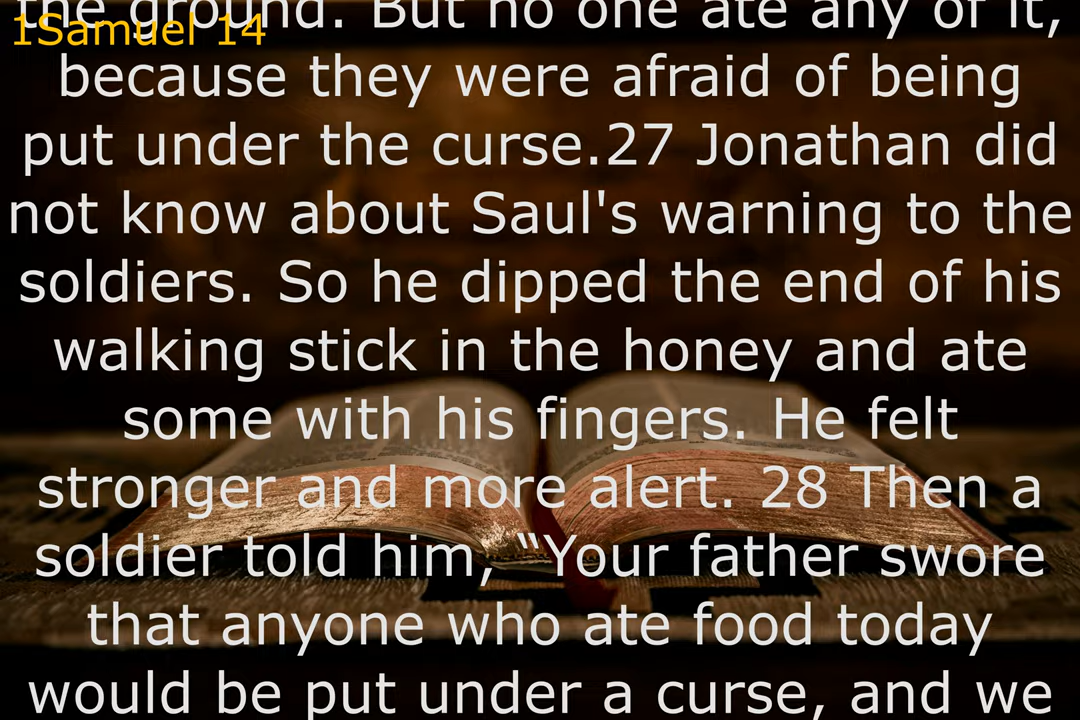 the ground. But no one ate any of it,
1Samuel 14
because they were afraid of being
put under the curse.27 Jonathan did
not know about Saul's warning to the
soldiers. So he dipped the end of his
walking stick in the honey and ate
some with his fingers. He felt
stronger and more alert. 28 Then a
soldier told him, “Your father swore
that anyone who ate food today
would be put under a curse, and we